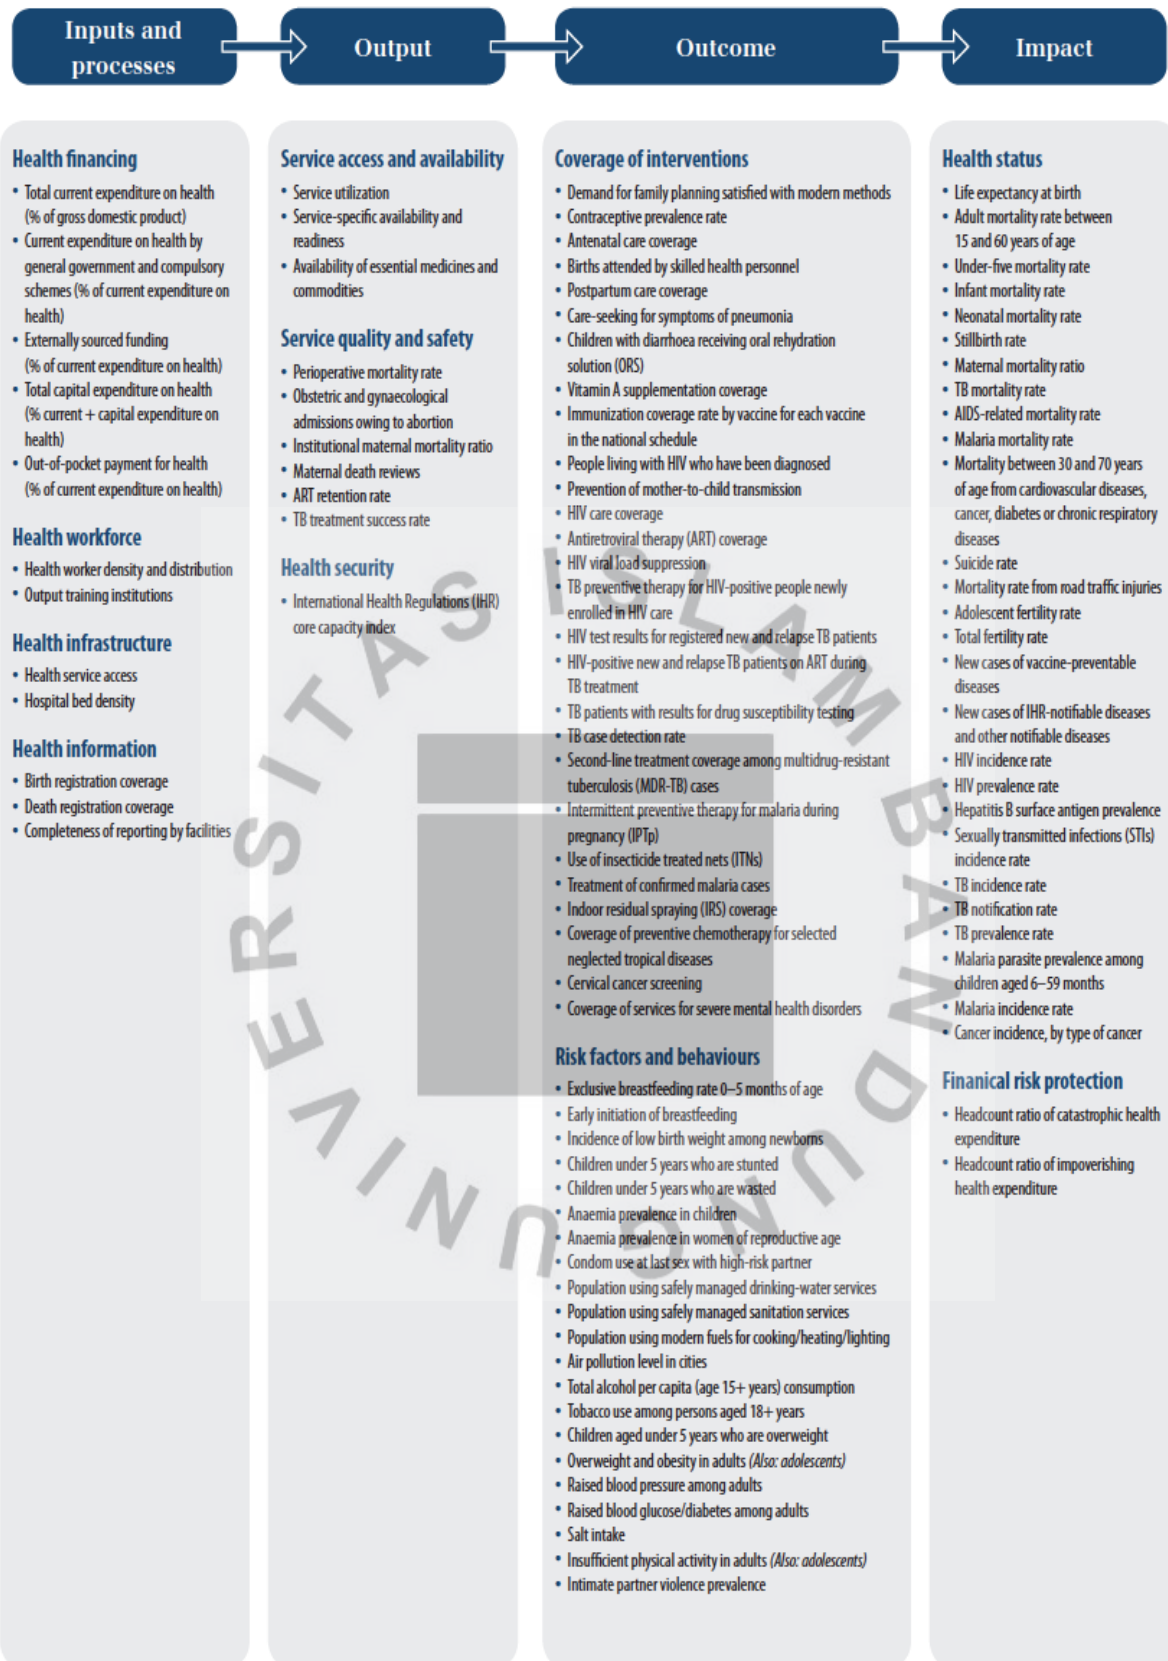 Inputs and
processes
Output
Outcome
Impact
Health financing
• Total current expenditure on health
(% of gross domestic product)
• Current expenditure on health by
general government and compulsory
schemes (% of current expenditure on
health)
• Externally sourced funding
(% of current expenditure on health)
• Total capital expenditure on health
(% current + capital expenditure on
health)
• Out-of-pocket payment for health
(% of current expenditure on health)
Health workforce
• Health worker density and distribution
• Output training institutions
Health infrastructure
• Health service access
• Hospital bed density
Health information
• Birth registration coverage
• Death registration coverage
• Completeness of reporting by facilities
Service access and availability
• Service utilization
• Service-specific availability and
readiness
• Availability of essential medicines and
commodities
Service quality and safety
• Perioperative mortality rate
• Obstetric and gynaecological
admissions owing to abortion
• Institutional maternal mortality ratio
• Maternal death reviews
• ART retention rate
• TB treatment success rate
Health security
• International Health Regulations (IHR)
core capacity index
Coverage of interventions
• Demand for family planning satisfied with modern methods
• Contraceptive prevalence rate
• Antenatal care coverage
• Births attended by skilled health personnel
• Postpartum care coverage
• Care-seeking for symptoms of pneumonia
• Children with diarrhoea receiving oral rehydration
solution (ORS)
• Vitamin A supplementation coverage
• Immunization coverage rate by vaccine for each vaccine
in the national schedule
• People living with HIV who have been diagnosed
• Prevention of mother-to-child transmission
• HIV care coverage
• Antiretroviral therapy (ART) coverage
• HIV viral load suppression
• TB preventive therapy for HIV-positive people newly
enrolled in HIV care
• HIV test results for registered new and relapse TB patients
• HIV-positive new and relapse TB patients on ART during
TB treatment
• TB patients with results for drug susceptibility testing
• TB case detection rate
• Second-line treatment coverage among multidrug-resistant
tuberculosis (MDR-TB) cases
• Intermittent preventive therapy for malaria during
pregnancy (IPTp)
• Use of insecticide treated nets (ITNs)
• Treatment of confirmed malaria cases
• Indoor residual spraying (IRS) coverage
• Coverage of preventive chemotherapy for selected
neglected tropical diseases
• Cervical cancer screening
• Coverage of services for severe mental health disorders
Risk factors and behaviours
• Exclusive breastfeeding rate 0–5 months of age
• Early initiation of breastfeeding
• Incidence of low birth weight among newborns
• Children under 5 years who are stunted
• Children under 5 years who are wasted
• Anaemia prevalence in children
• Anaemia prevalence in women of reproductive age
• Condom use at last sex with high-risk partner
• Population using safely managed drinking-water services
• Population using safely managed sanitation services
• Population using modern fuels for cooking/heating/lighting
• Air pollution level in cities
• Total alcohol per capita (age 15+ years) consumption
• Tobacco use among persons aged 18+ years
• Children aged under 5 years who are overweight
• Overweight and obesity in adults (Also: adolescents)
• Raised blood pressure among adults
• Raised blood glucose/diabetes among adults
• Salt intake
• Insufficient physical activity in adults (Also: adolescents)
• Intimate partner violence prevalence
Health status
• Life expectancy at birth
• Adult mortality rate between
15 and 60 years of age
• Under-five mortality rate
• Infant mortality rate
• Neonatal mortality rate
• Stillbirth rate
• Maternal mortality ratio
• TB mortality rate
• AIDS-related mortality rate
• Malaria mortality rate
• Mortality between 30 and 70 years
of age from cardiovascular diseases,
cancer, diabetes or chronic respiratory
diseases
• Suicide rate
• Mortality rate from road traffic injuries
• Adolescent fertility rate
• Total fertility rate
• New cases of vaccine-preventable
diseases
• New cases of IHR-notifiable diseases
and other notifiable diseases
• HIV incidence rate
• HIV prevalence rate
• Hepatitis B surface antigen prevalence
• Sexually transmitted infections (STIs)
incidence rate
• TB incidence rate
• TB notification rate
• TB prevalence rate
• Malaria parasite prevalence among
children aged 6–59 months
• Malaria incidence rate
• Cancer incidence, by type of cancer
Finanical risk protection
• Headcount ratio of catastrophic health
expenditure
• Headcount ratio of impoverishing
health expenditure
UNIVERSITAS ISLAM BANDUNG